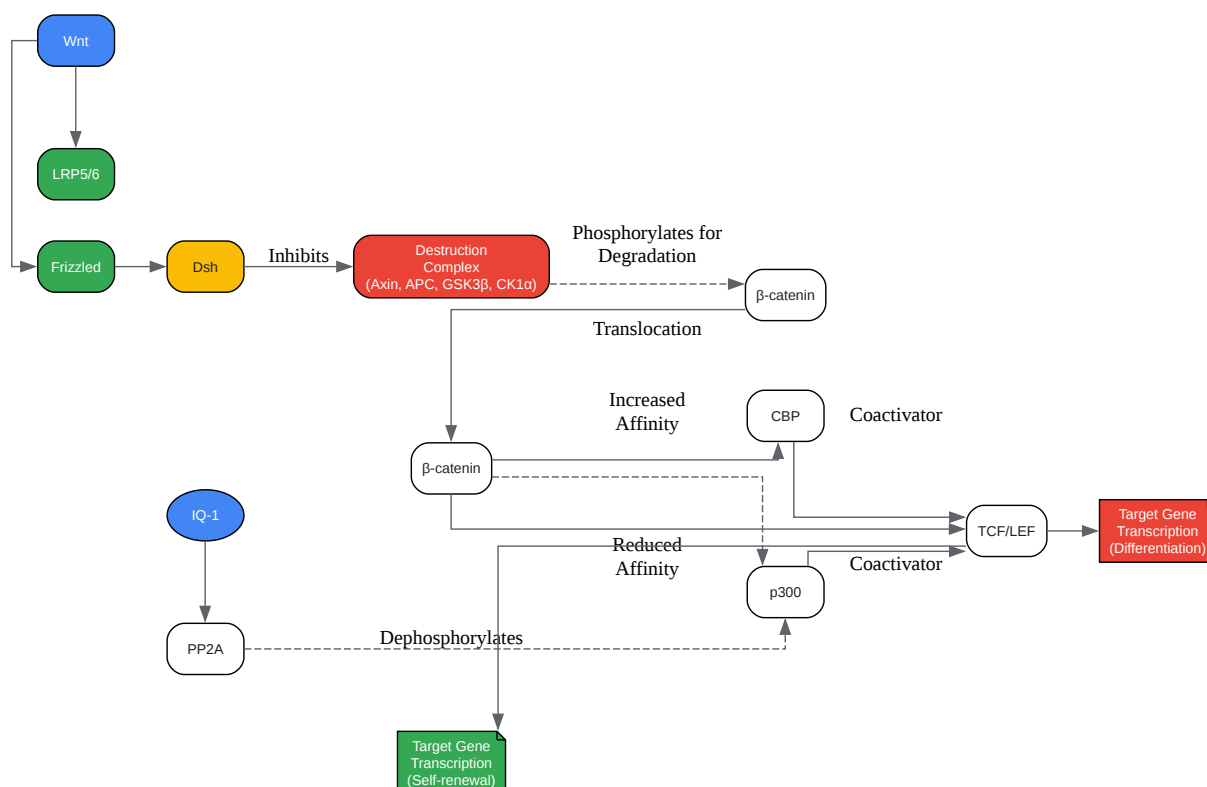 Wnt
LRP5/6
Frizzled
Dsh
Inhibits
Destruction
Complex
(Axin, APC, GSK3β, CK1α)
Phosphorylates for
Degradation
β-catenin
Translocation
Increased
Affinity
CBP
Coactivator
β-catenin
IQ-1
TCF/LEF
Target Gene
Transcription
(Differentiation)
Reduced
Affinity
Coactivator
p300
PP2A
Dephosphorylates
Target Gene
Transcription
(Self-renewal)